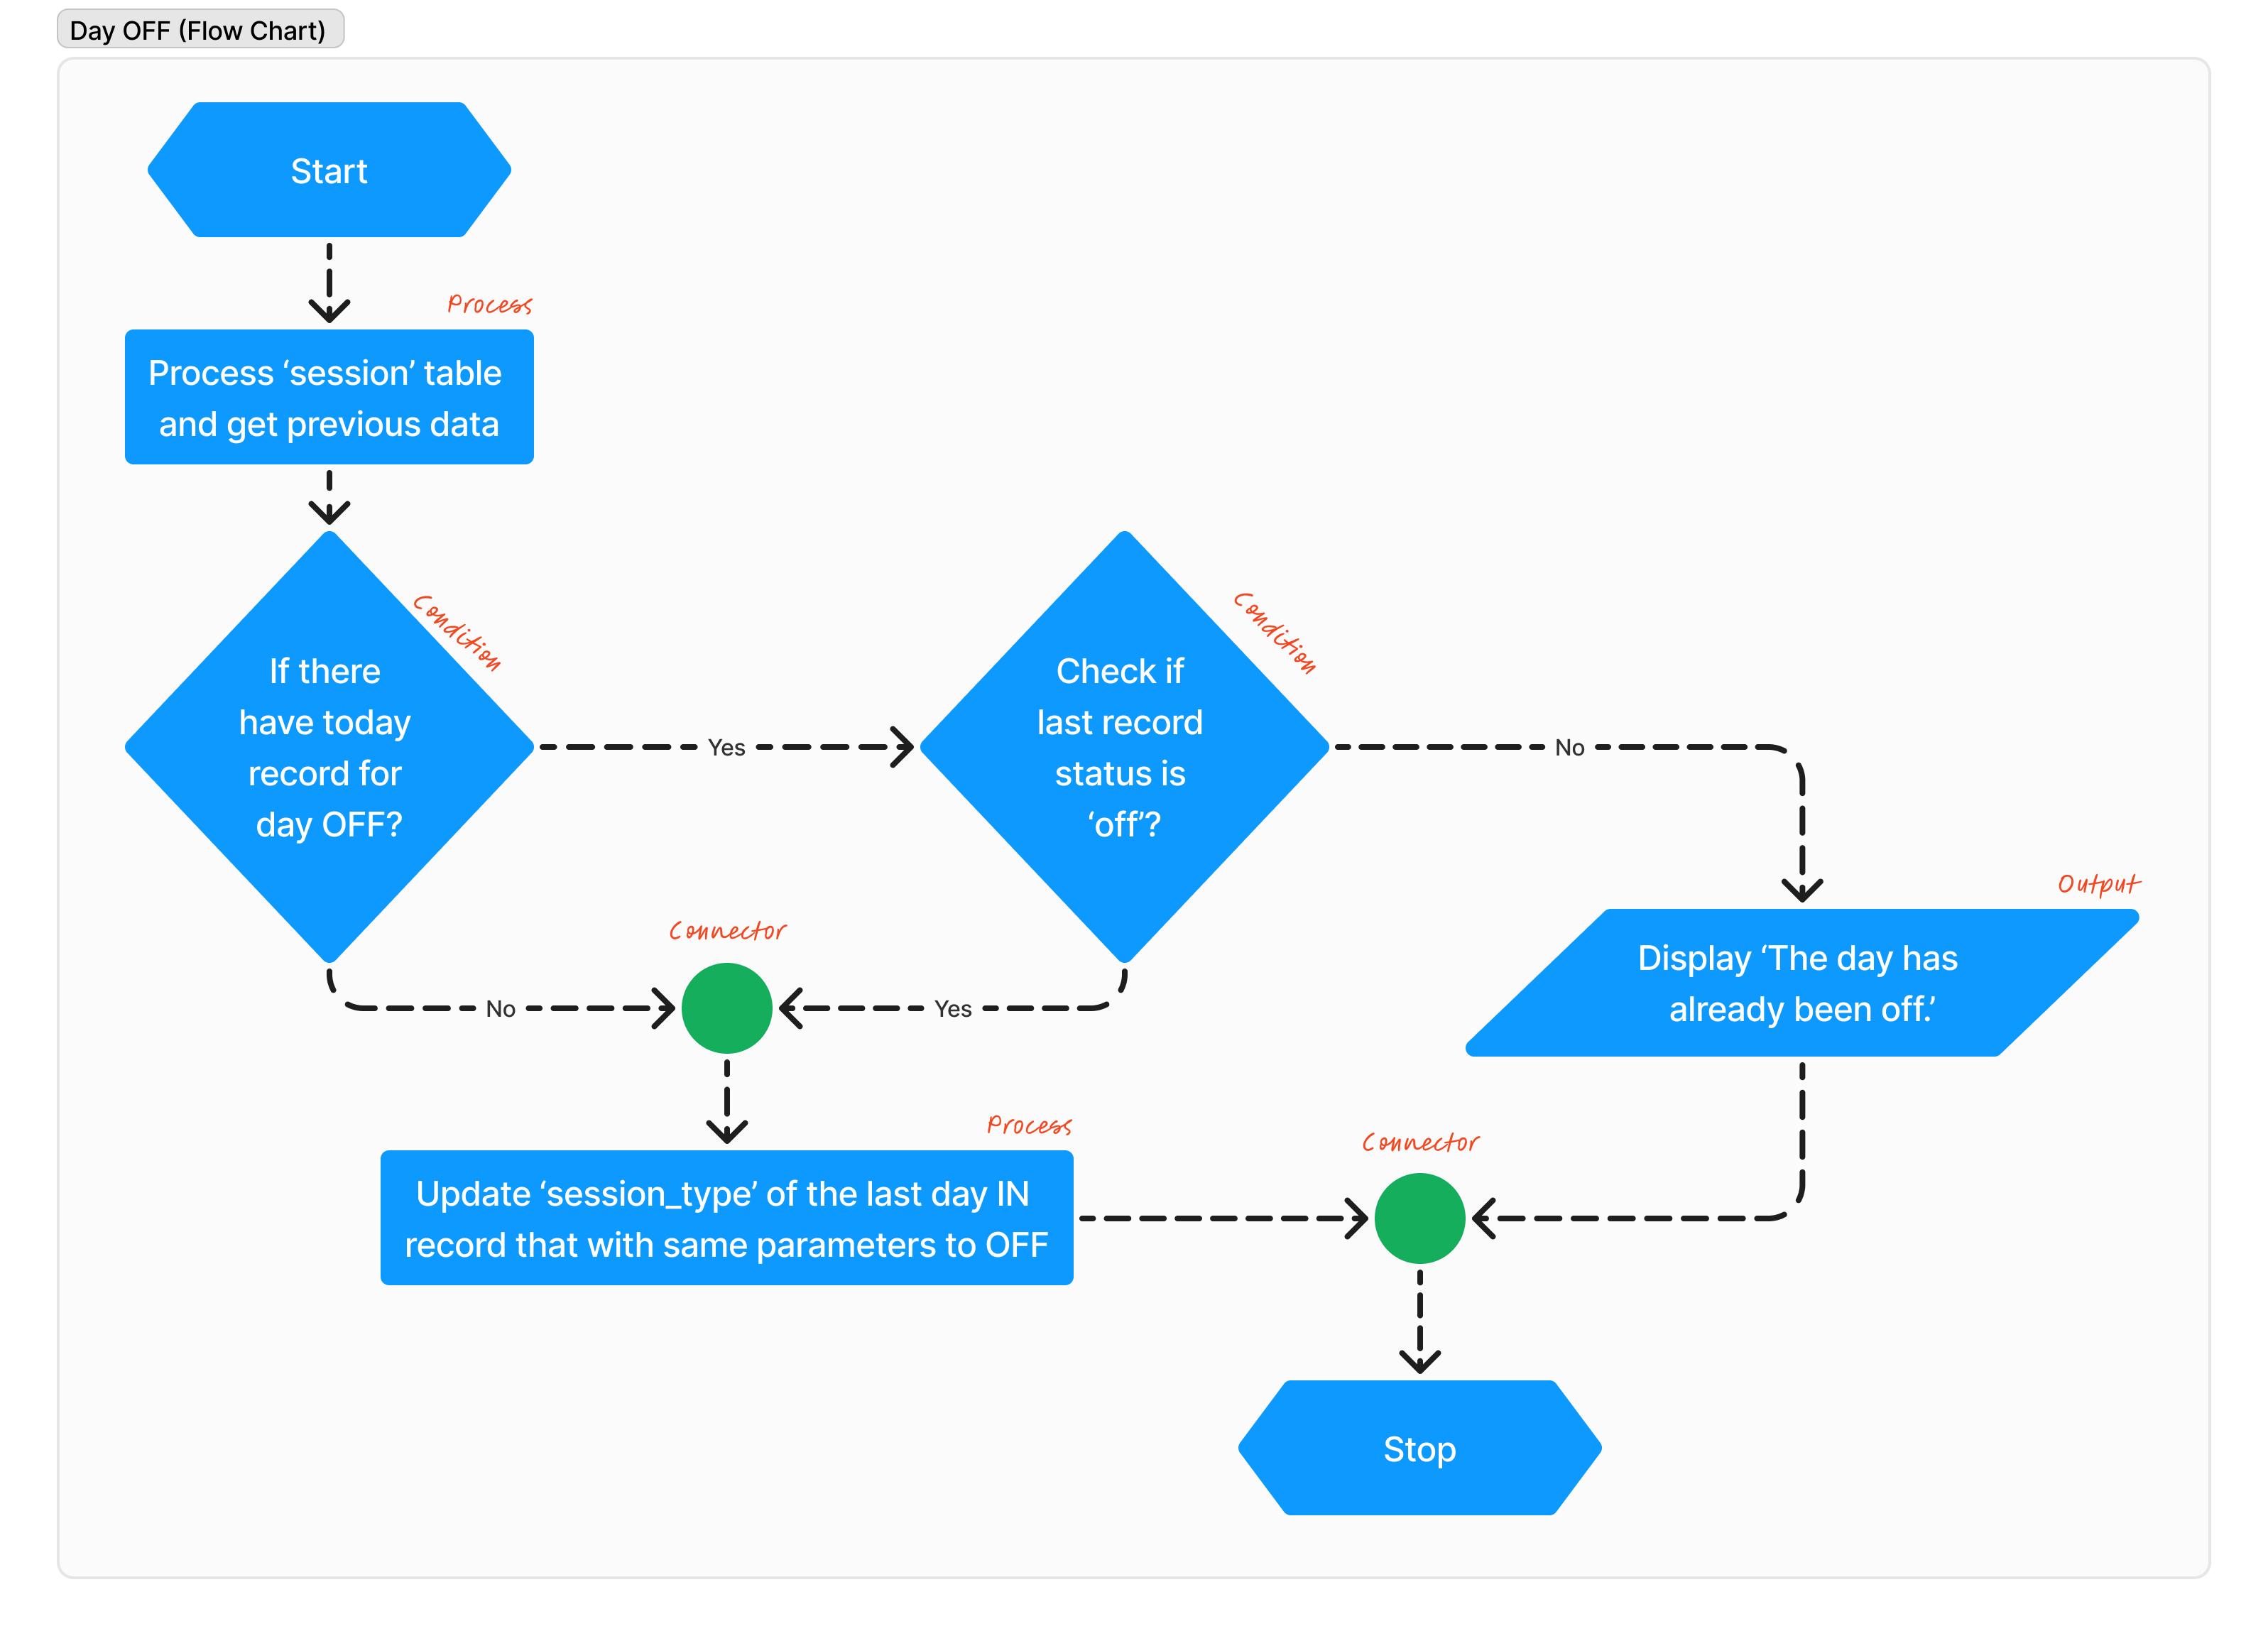 Day OFF (Flow Chart)
Start
Process
Process ‘session’ table
and get previous data
Condition
If there
have today
record for
day OFF?
Yes
Condition
Check if
last record
status is
‘off’?
No
Output
Display ‘The day has
already been off.’
Connector
No
Yes
Process
Update ‘session_type’ of the last day IN
record that with same parameters to OFF
Connector
Stop